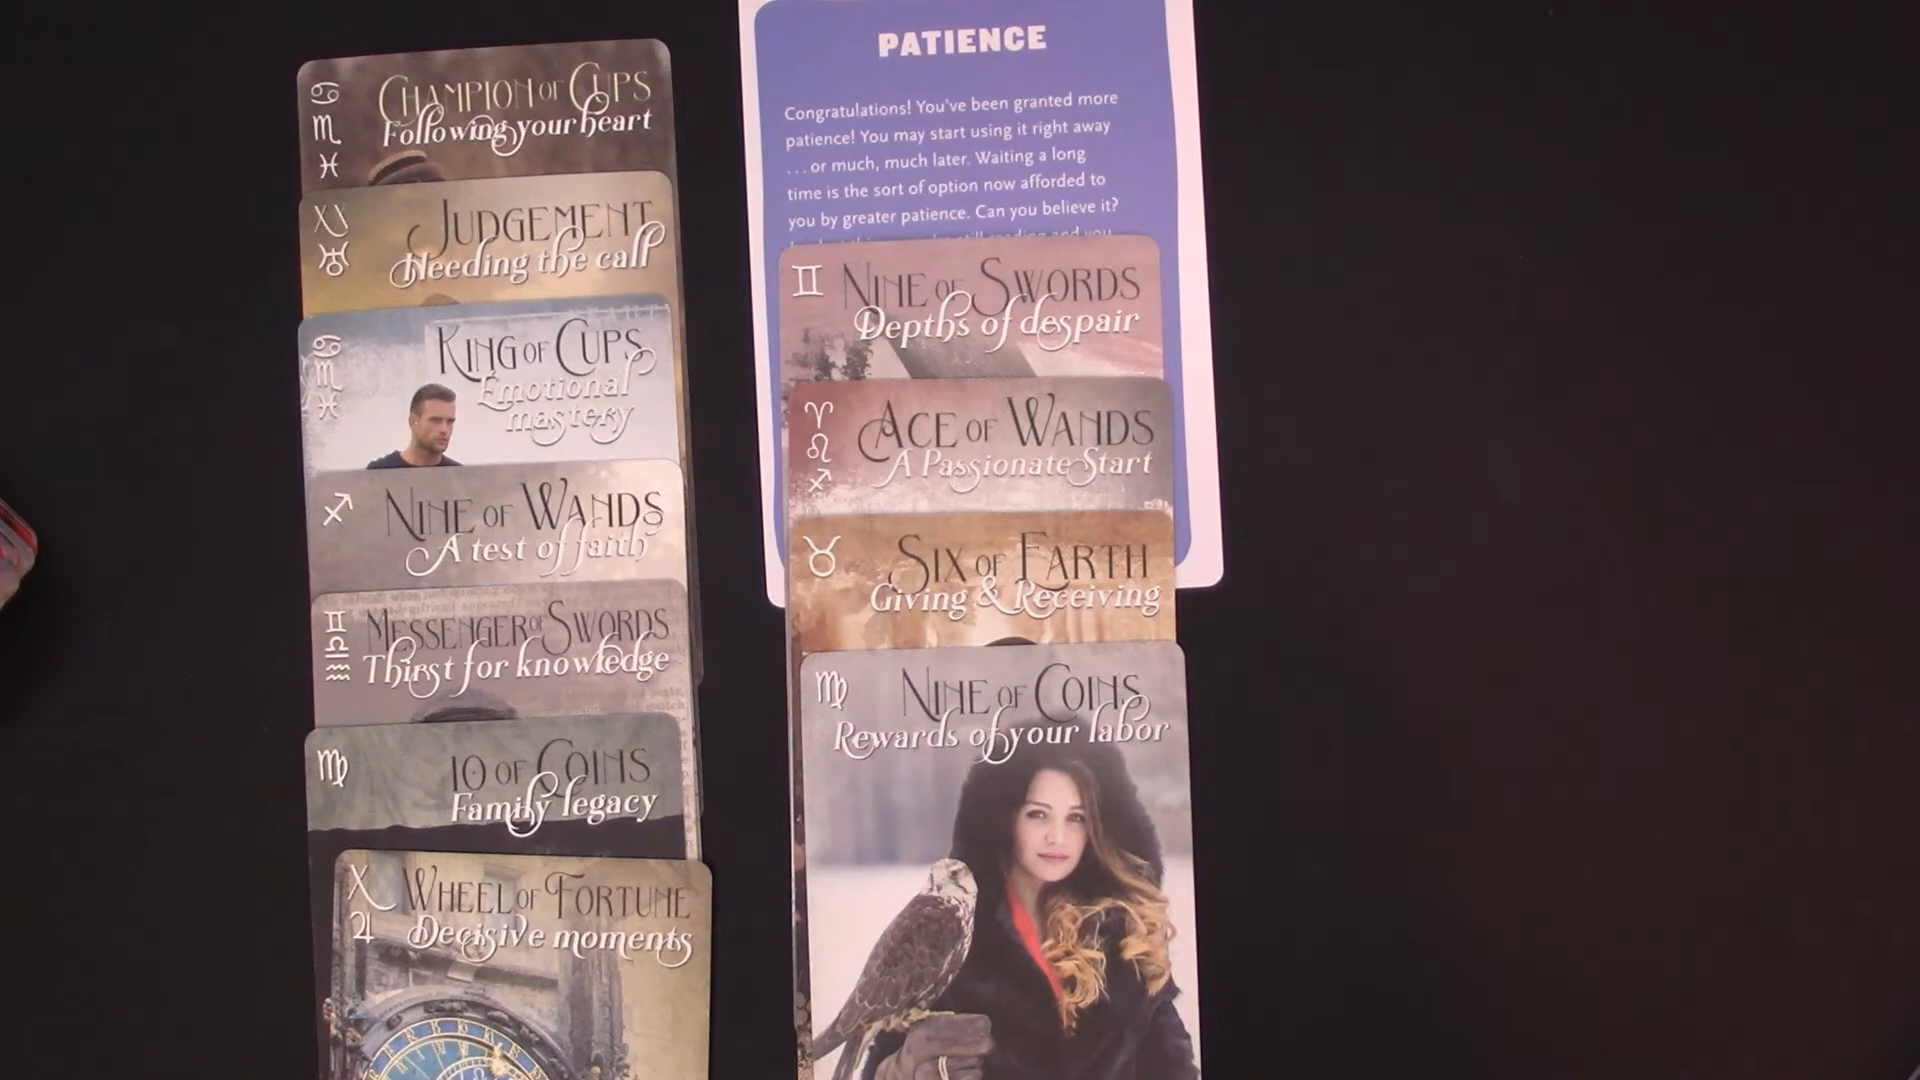 CHAMPION OF CUPS
Following your heart
JUDGEMENT
Heeding the call
KING OF CUPS
Emotional
mastery
NINE OF WANDS
A test of faith
MESSENGER OF SWORDS
Thirst for knowledge
10 OF COINS
Family legacy
X
WHEEL OF FORTUNE
Decisive moments
PATIENCE
Congratulations! You've been granted more
patience! You may start using it right away
. . . or much, much later. Waiting a long
time is the sort of option now afforded to
you by greater patience. Can you believe it?
still reading and you
NINE OF SWORDS
Depths of despair
ACE OF WANDS
A Passionate Start
SIX OF EARTH
Giving & Receiving
NINE OF COINS
Rewards of your labor